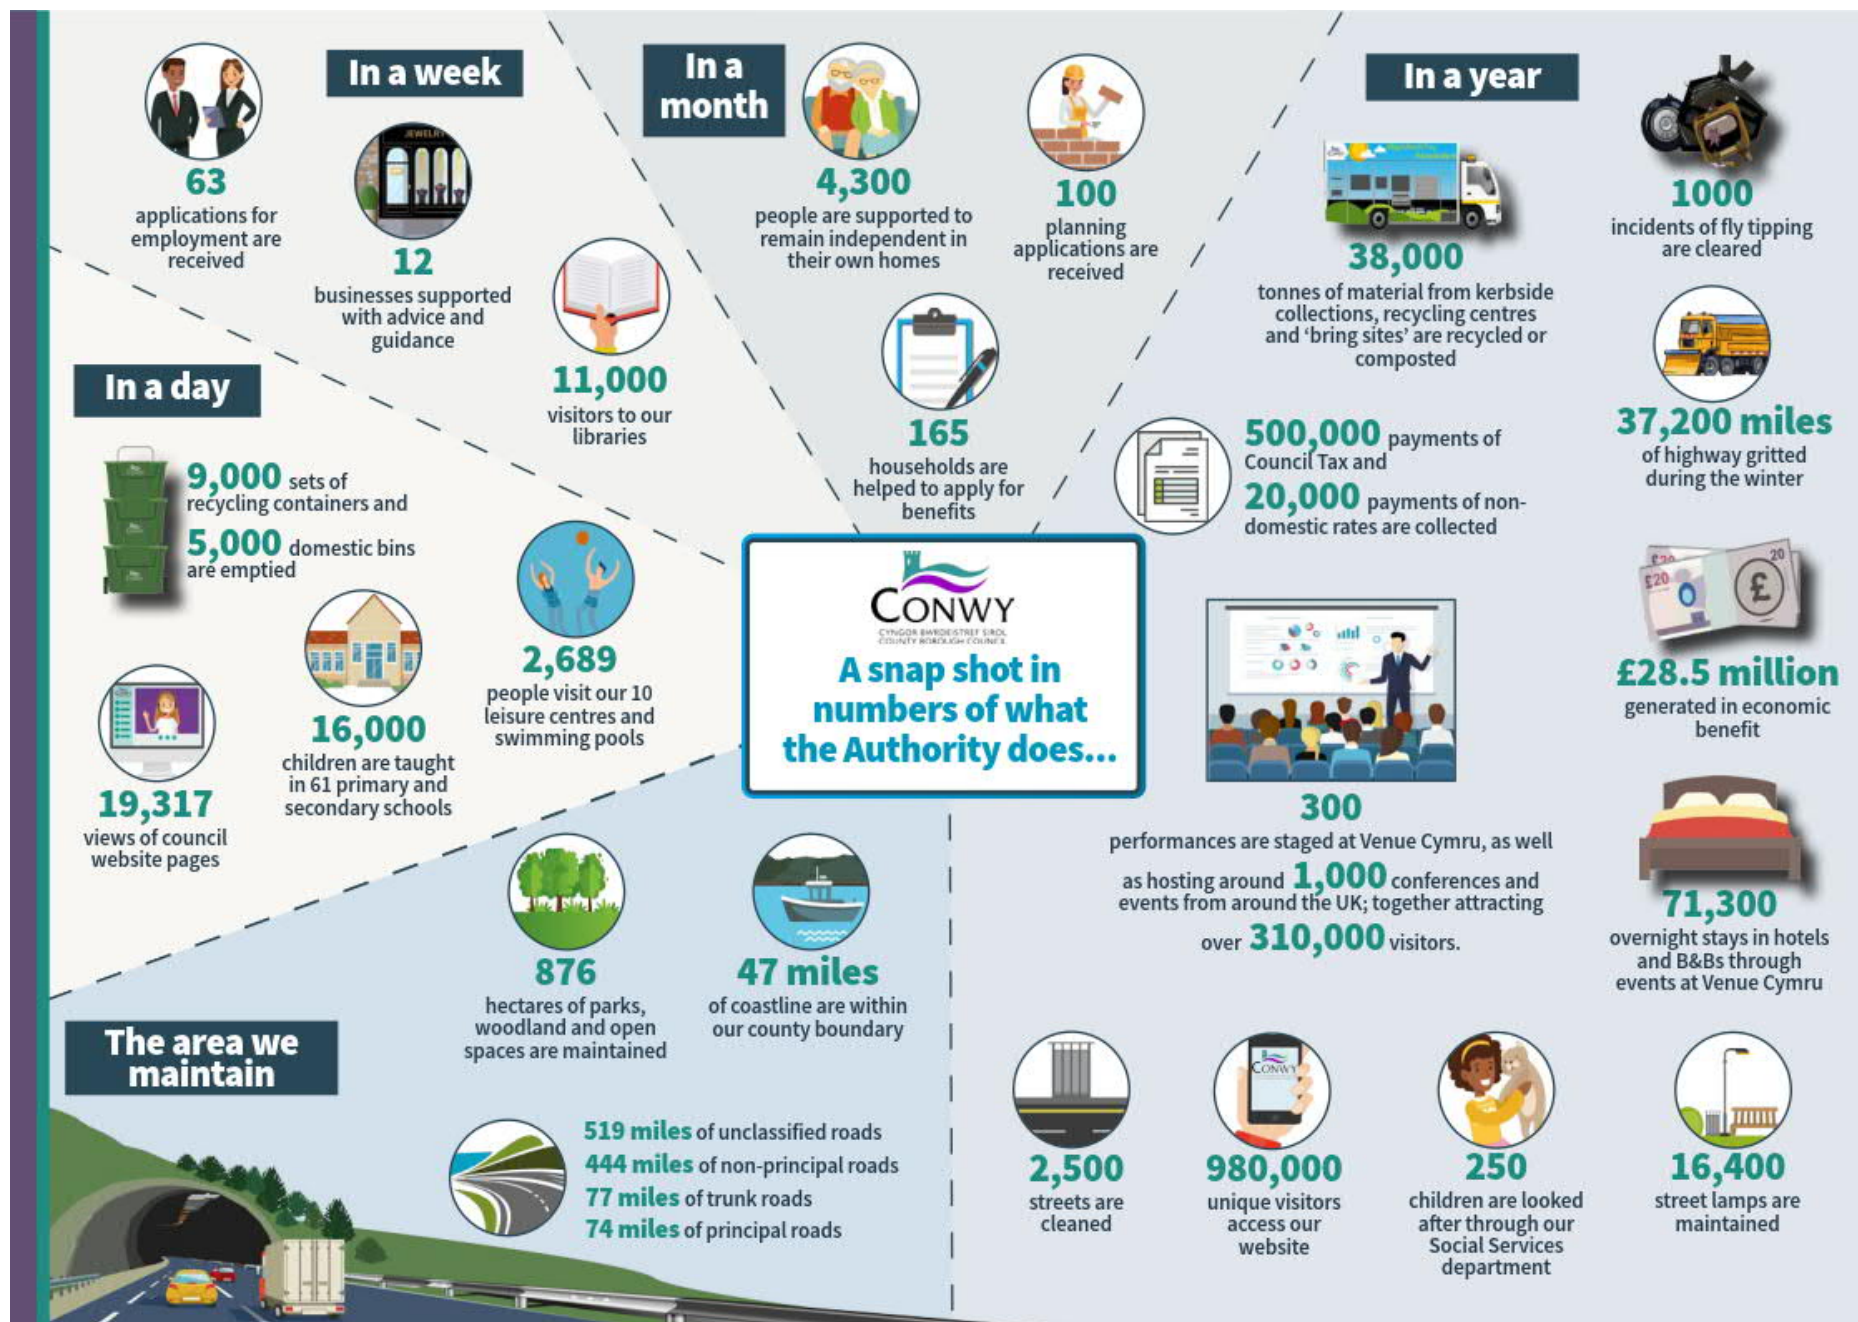 In a week
63
applications for
employment are
received
JEWELRY
12
businesses supported
with advice and
guidance
11,000
visitors to our
libraries
In a
month
4,300
people are supported to
remain independent in
their own homes
100
planning
applications are
received
165
households are
helped to apply for
benefits
In a year
38,000
tonnes of material from kerbside
collections, recycling centres
and ‘bring sites’ are recycled or
composted
1000
incidents of fly tipping
are cleared
37,200 miles
of highway gritted
during the winter
500,000 payments of
Council Tax and
20,000 payments of non-
domestic rates are collected
£20
£20
20
£
£28.5 million
generated in economic
benefit
300
performances are staged at Venue Cymru, as well
as hosting around 1,000 conferences and
events from around the UK; together attracting
over 310,000 visitors.
71,300
overnight stays in hotels
and B&Bs through
events at Venue Cymru
2,500
streets are
cleaned
CONWY
980,000
unique visitors
access our
website
250
children are looked
after through our
Social Services
department
16,400
street lamps are
maintained
In a day
9,000 sets of
recycling containers and
5,000 domestic bins
are emptied
2,689
people visit our 10
leisure centres and
swimming pools
16,000
children are taught
in 61 primary and
secondary schools
19,317
views of council
website pages
CONWY
CYNGOR BWRDEISTREF SIROL
COUNTY BOROUGH COUNCIL
A snap shot in
numbers of what
the Authority does...
The area we
maintain
876
hectares of parks,
woodland and open
spaces are maintained
47 miles
of coastline are within
our county boundary
519 miles of unclassified roads
444 miles of non-principal roads
77 miles of trunk roads
74 miles of principal roads